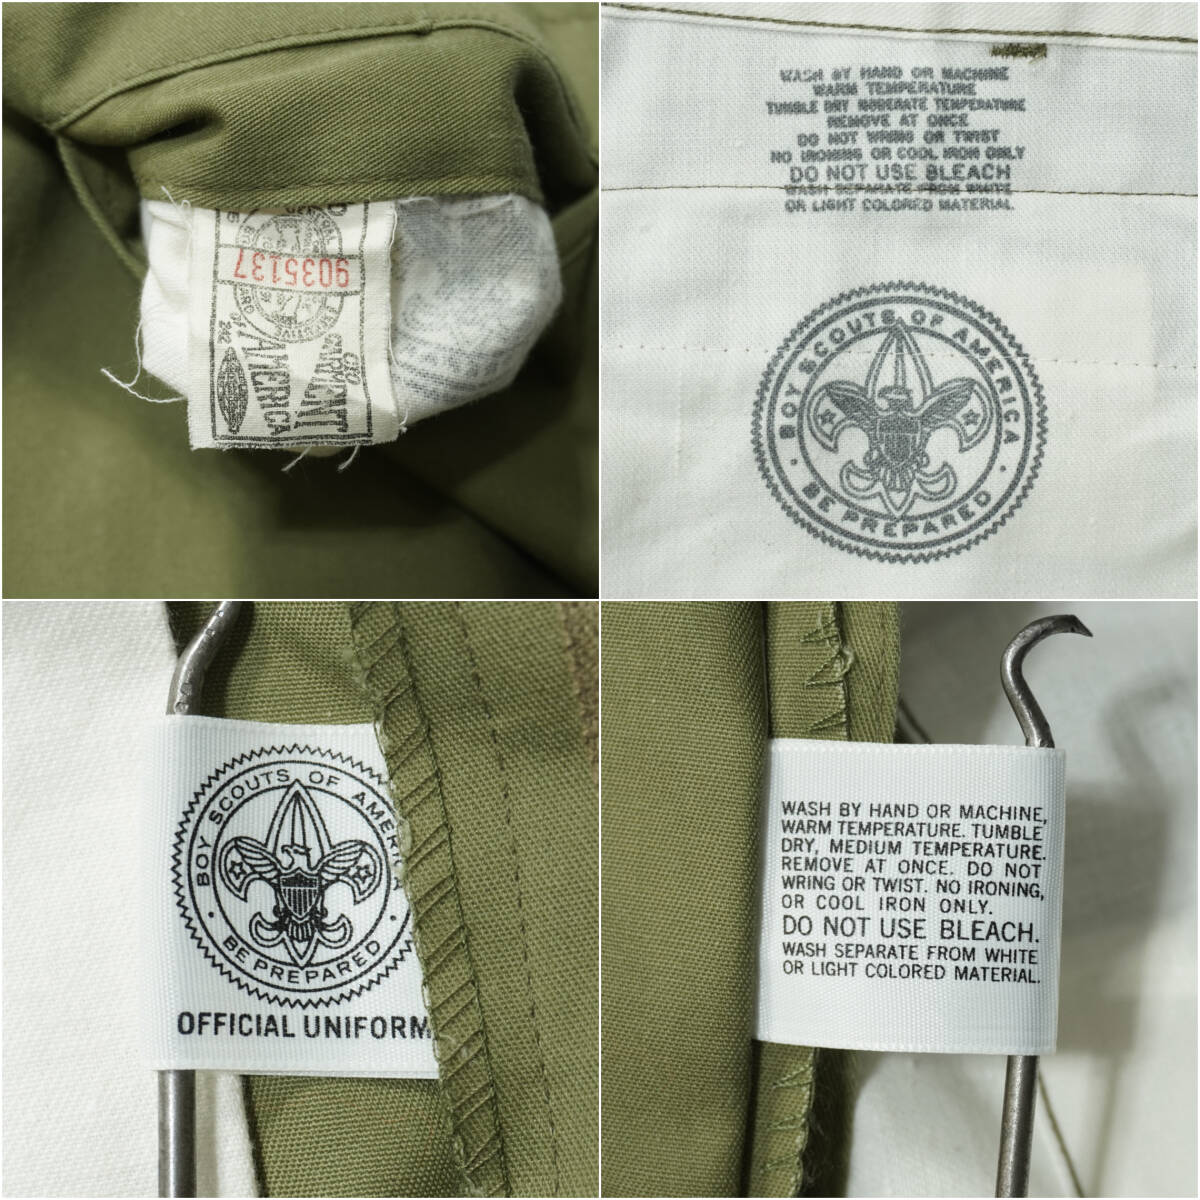 9035137
GARMENT
AMERICA
WASH BY HAND OR MACHINE
WARM TEMPERATURE
TUMBLE DRY MODERATE TEMPERATURE
REMOVE AT ONCE
DO NOT WRING OR TWIST
NO IRONING OR COOL IRON ONLY
DO NOT USE BLEACH
WASH SEPARATE FROM WHITE
OR LIGHT COLORED MATERIAL.
BOY SCOUTS OF AMERICA
· BE PREPARED ·
BOY SCOUTS OF AMERICA
· BE PREPARED
OFFICIAL UNIFORM
WASH BY HAND OR MACHINE,
WARM TEMPERATURE. TUMBLE
DRY, MEDIUM TEMPERATURE.
REMOVE AT ONCE. DO NOT
WRING OR TWIST. NO IRONING,
OR COOL IRON ONLY.
DO NOT USE BLEACH.
WASH SEPARATE FROM WHITE
OR LIGHT COLORED MATERIAL.